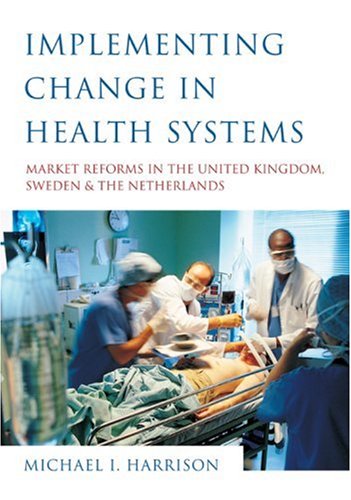 IMPLEMENTING
CHANGE IN
HEALTH SYSTEMS
MARKET REFORMS IN THE UNITED KINGDOM,
SWEDEN & THE NETHERLANDS
MICHAEL I. HARRISON